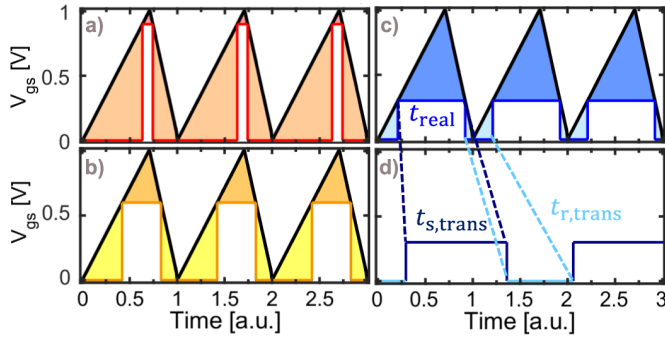 a)
c)
1
V_gs [V]
0.5
t_real
0
b)
d)
V_gs [V]
0.5
t_s,trans
t_r,trans
0
0 0.5 1 1.5 2 2.5
0 0.5 1 1.5 2 2.5 3
Time [a.u.]
Time [a.u.]